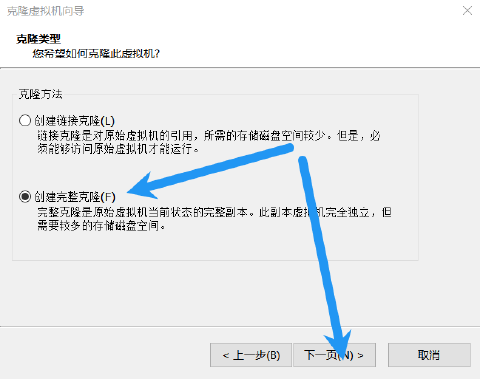 克隆虚拟机向导
克隆类型
您希望如何克隆此虚拟机?
克隆方法
创建链接克隆(L)
链接克隆是对原始虚拟机的引用，所需的存储磁盘空间较少。但是，必
须能够访问原始虚拟机才能运行。
创建完整克隆(F)
完整克隆是原始虚拟机当前状态的完整副本。此副本虚拟机完全独立，但
需要较多的存储磁盘空间。
< 上一步(B)
下一页(N) >
取消